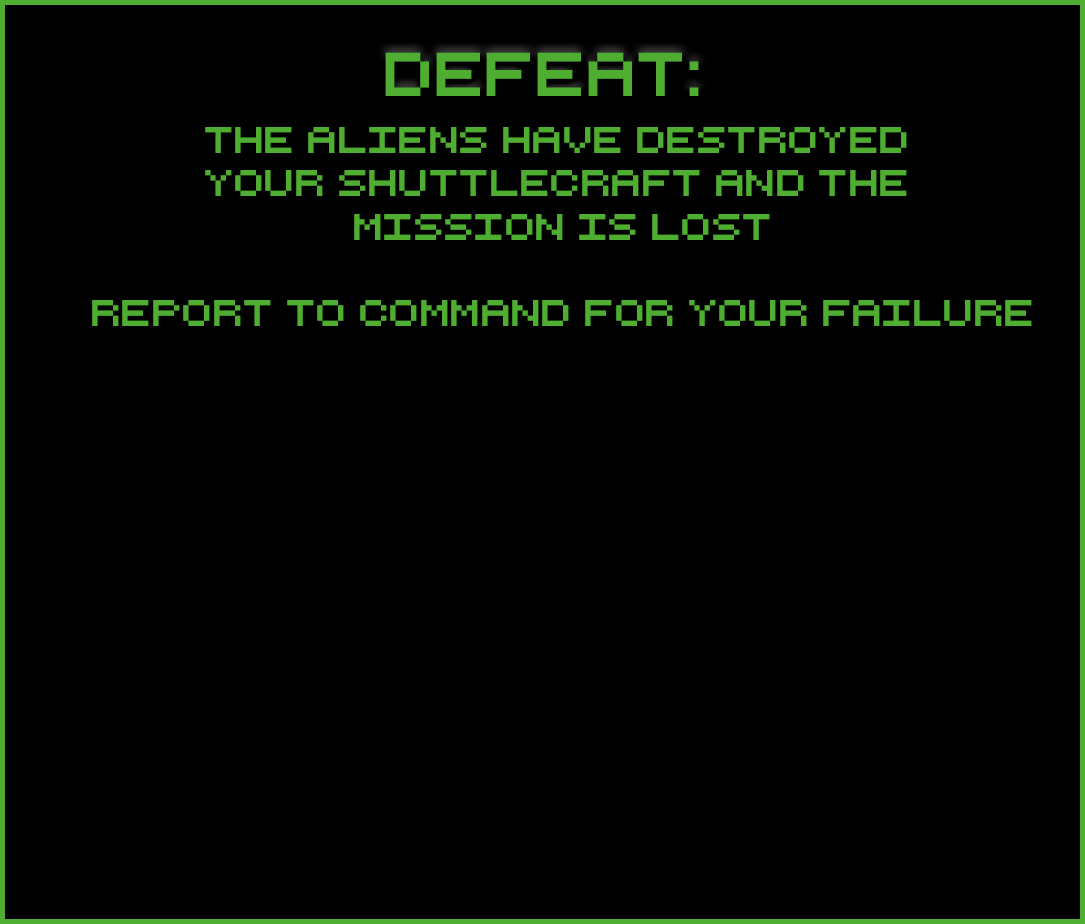 DEFEAT:
THE ALIENS HAVE DESTROYED
YOUR SHUTTLECRAFT AND THE
MISSION IS LOST
REPORT TO COMMAND FOR YOUR FAILURE